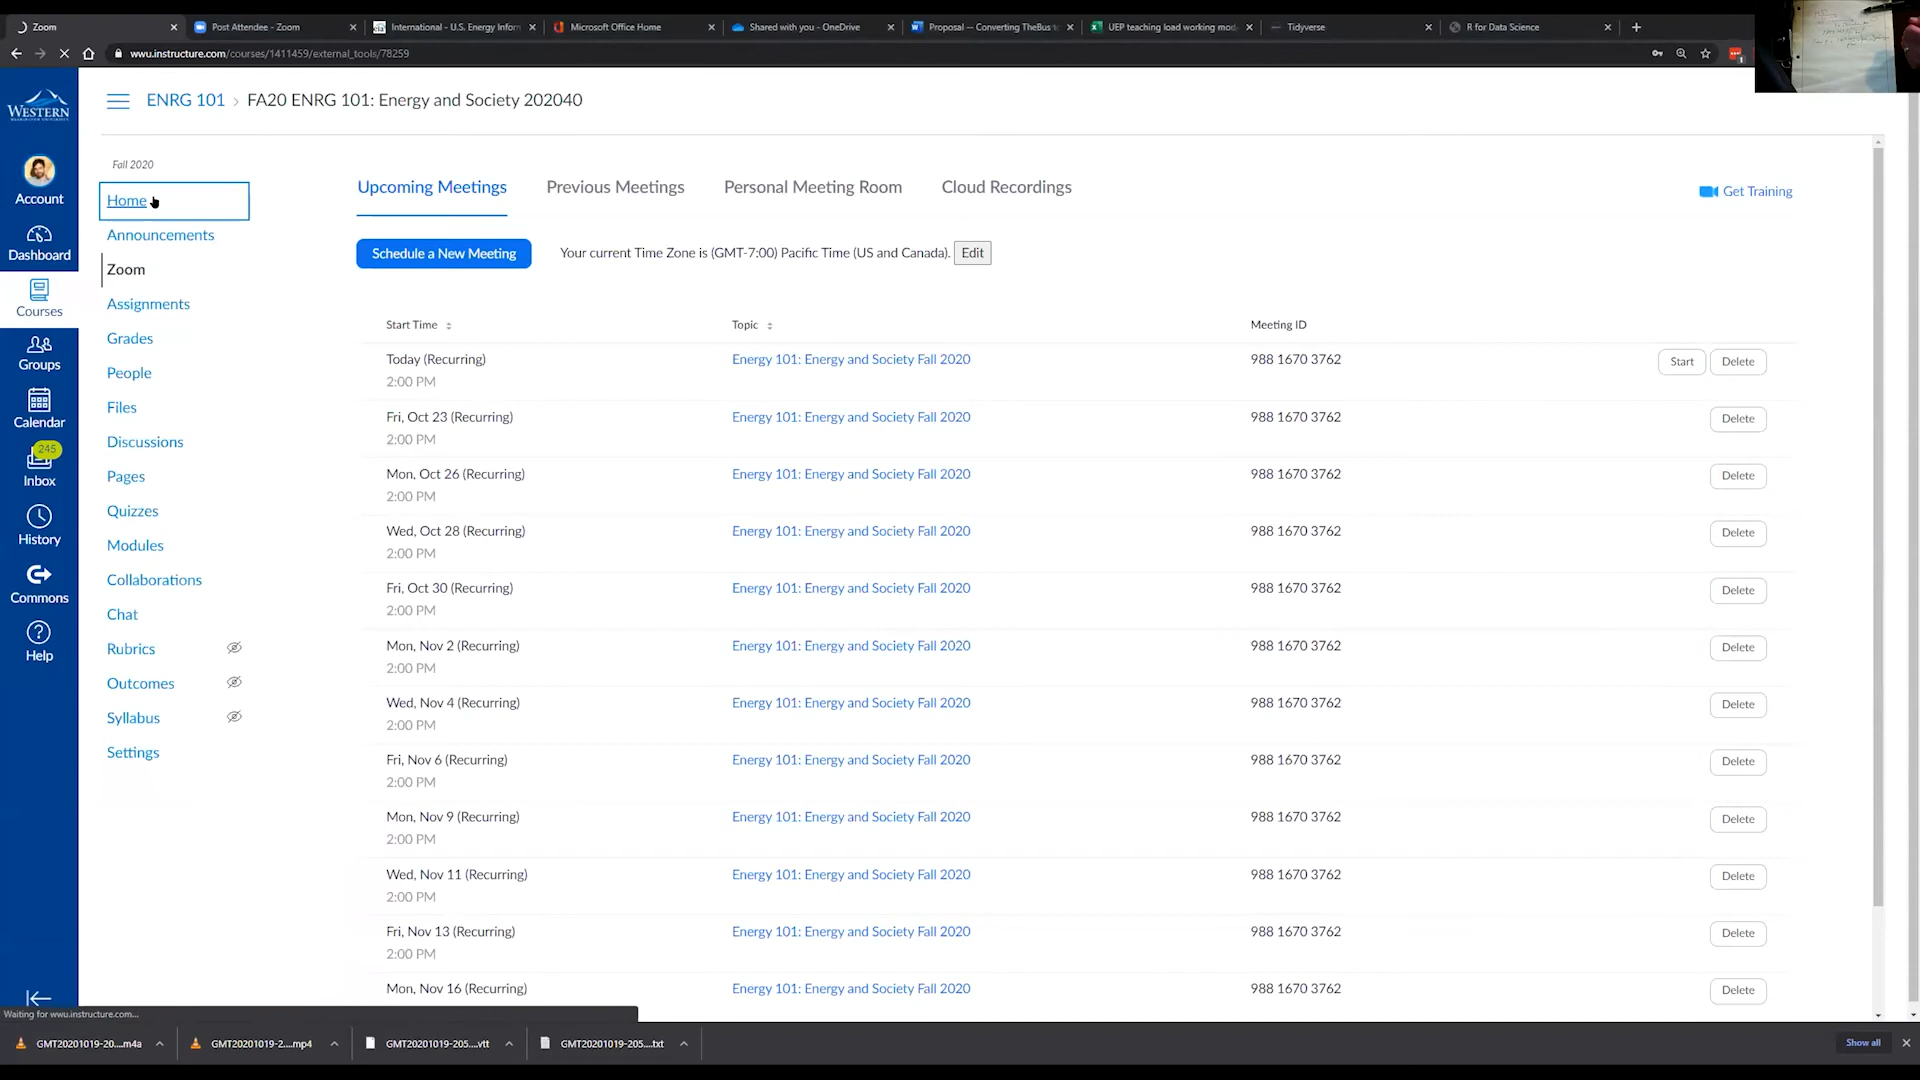 Zoom
Post Attendee - Zoom
International - U.S. Energy Inform
Microsoft Office Home
Shared with you - OneDrive
Proposal — Converting TheBus to
UEP teaching load working mod
Tidyverse
R for Data Science
wwu.instructure.com/courses/1411459/external_tools/78259
WESTERN
WASHINGTON UNIVERSITY
Account
Dashboard
Courses
Groups
Calendar
245
Inbox
History
Commons
Help
ENRG 101 › FA20 ENRG 101: Energy and Society 202040
Fall 2020
Home
Announcements
Zoom
Assignments
Grades
People
Files
Discussions
Pages
Quizzes
Modules
Collaborations
Chat
Rubrics
Outcomes
Syllabus
Settings
Upcoming Meetings Previous Meetings Personal Meeting Room Cloud Recordings
Get Training
Schedule a New Meeting Your current Time Zone is (GMT-7:00) Pacific Time (US and Canada). Edit
Start Time Topic Meeting ID
Today (Recurring) Energy 101: Energy and Society Fall 2020 988 1670 3762 Start Delete
2:00 PM
Fri, Oct 23 (Recurring) Energy 101: Energy and Society Fall 2020 988 1670 3762 Delete
2:00 PM
Mon, Oct 26 (Recurring) Energy 101: Energy and Society Fall 2020 988 1670 3762 Delete
2:00 PM
Wed, Oct 28 (Recurring) Energy 101: Energy and Society Fall 2020 988 1670 3762 Delete
2:00 PM
Fri, Oct 30 (Recurring) Energy 101: Energy and Society Fall 2020 988 1670 3762 Delete
2:00 PM
Mon, Nov 2 (Recurring) Energy 101: Energy and Society Fall 2020 988 1670 3762 Delete
2:00 PM
Wed, Nov 4 (Recurring) Energy 101: Energy and Society Fall 2020 988 1670 3762 Delete
2:00 PM
Fri, Nov 6 (Recurring) Energy 101: Energy and Society Fall 2020 988 1670 3762 Delete
2:00 PM
Mon, Nov 9 (Recurring) Energy 101: Energy and Society Fall 2020 988 1670 3762 Delete
2:00 PM
Wed, Nov 11 (Recurring) Energy 101: Energy and Society Fall 2020 988 1670 3762 Delete
2:00 PM
Fri, Nov 13 (Recurring) Energy 101: Energy and Society Fall 2020 988 1670 3762 Delete
2:00 PM
Mon, Nov 16 (Recurring) Energy 101: Energy and Society Fall 2020 988 1670 3762 Delete
Waiting for wwu.instructure.com...
GMT20201019-20....m4a
GMT20201019-2....mp4
GMT20201019-205....vtt
GMT20201019-205....txt
Show all